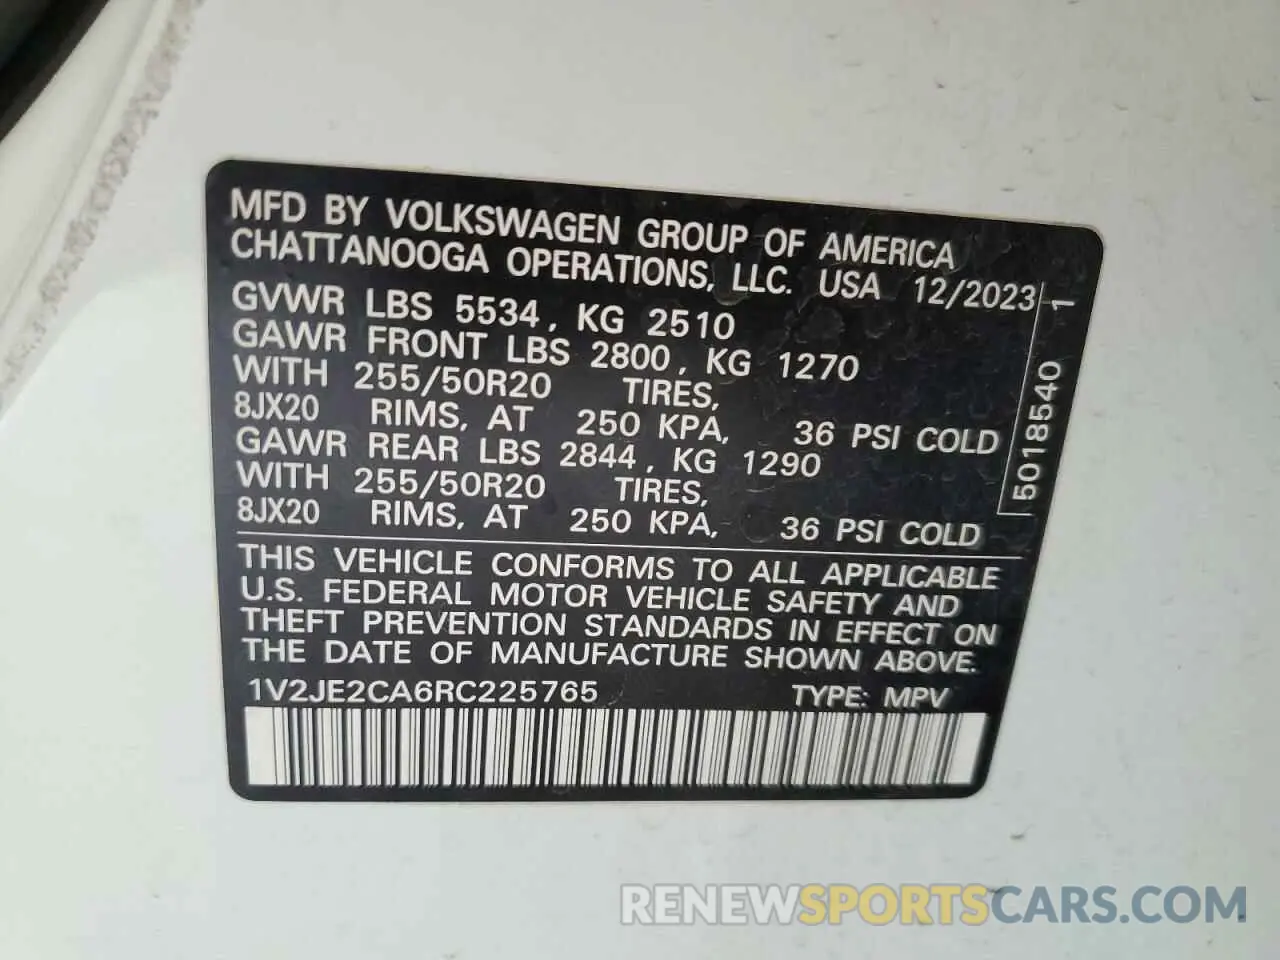 MFD BY VOLKSWAGEN GROUP OF AMERICA
CHATTANOOGA OPERATIONS, LLC. USA 12/2023
GVWR LBS 5534, KG 2510
GAWR FRONT LBS 2800, KG 1270
WITH 255/50R20 TIRES,
8JX20 RIMS, AT 250 KPA, 36 PSI COLD
GAWR REAR LBS 2844, KG 1290
WITH 255/50R20 TIRES,
8JX20 RIMS, AT 250 KPA, 36 PSI COLD
5018540 1
THIS VEHICLE CONFORMS TO ALL APPLICABLE
U.S. FEDERAL MOTOR VEHICLE SAFETY AND
THEFT PREVENTION STANDARDS IN EFFECT ON
THE DATE OF MANUFACTURE SHOWN ABOVE.
1V2JE2CA6RC225765 TYPE: MPV
RENEWSPORTSCARS.COM